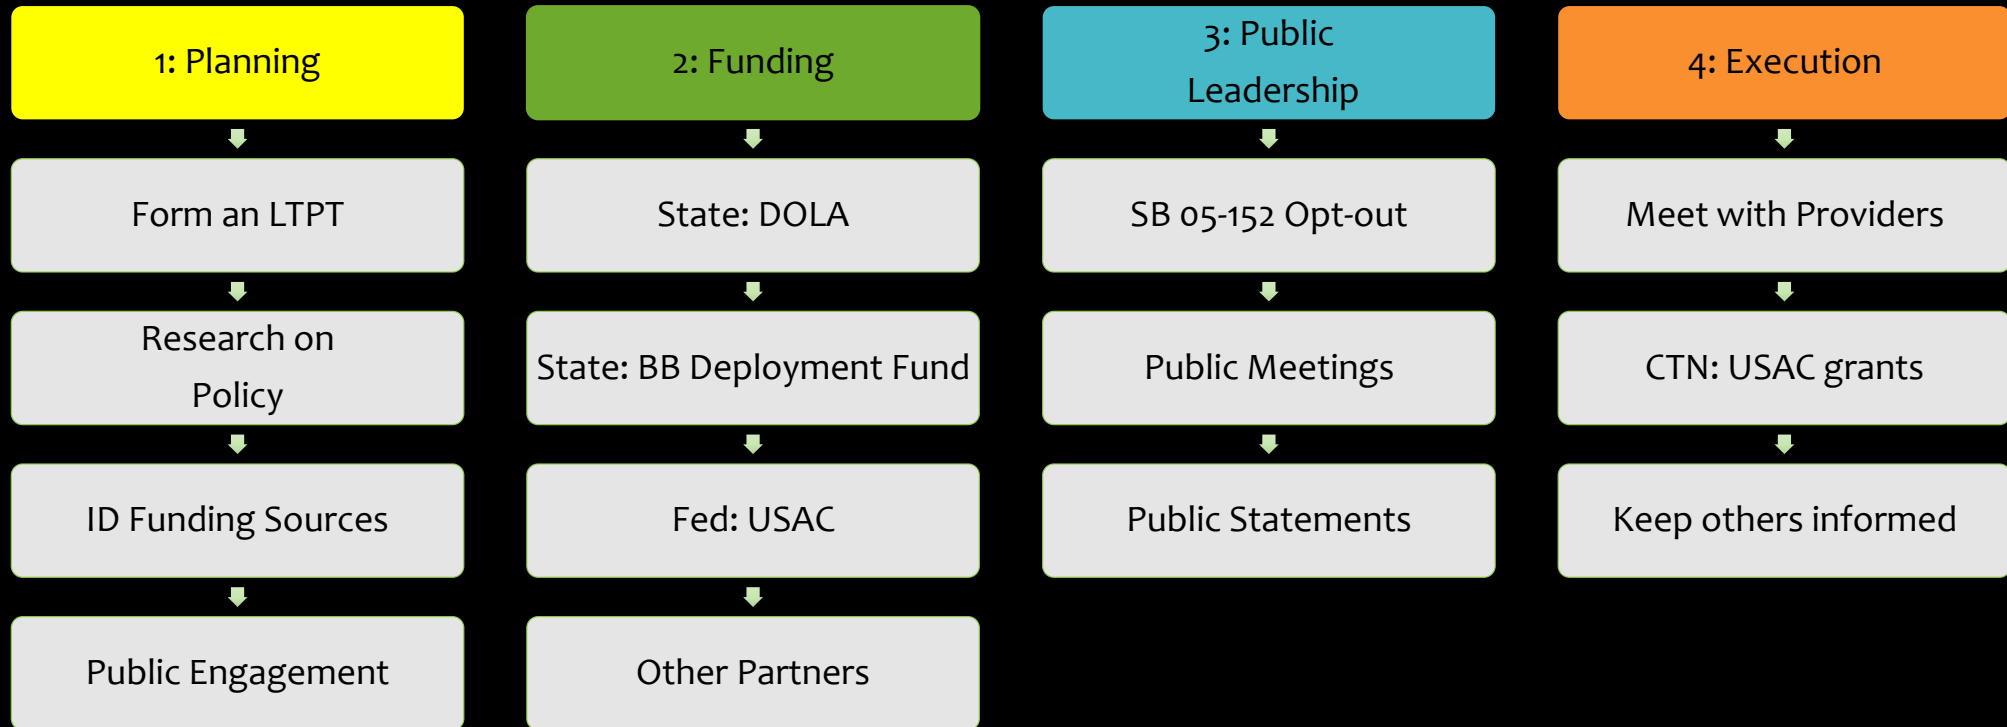 1: Planning
Form an LTPT
Research on
Policy
ID Funding Sources
Public Engagement
2: Funding
State: DOLA
State: BB Deployment Fund
Fed: USAC
Other Partners
3: Public
Leadership
SB 05-152 Opt-out
Public Meetings
Public Statements
4: Execution
Meet with Providers
CTN: USAC grants
Keep others informed